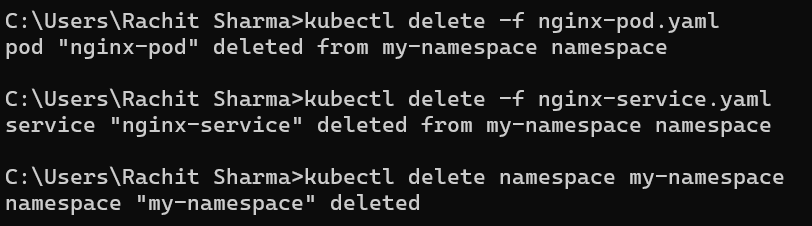 C:\Users\Rachit Sharma>kubectl delete -f nginx-pod.yaml
pod "nginx-pod" deleted from my-namespace namespace
C:\Users\Rachit Sharma>kubectl delete -f nginx-service.yaml
service "nginx-service" deleted from my-namespace namespace
C:\Users\Rachit Sharma>kubectl delete namespace my-namespace
namespace "my-namespace" deleted